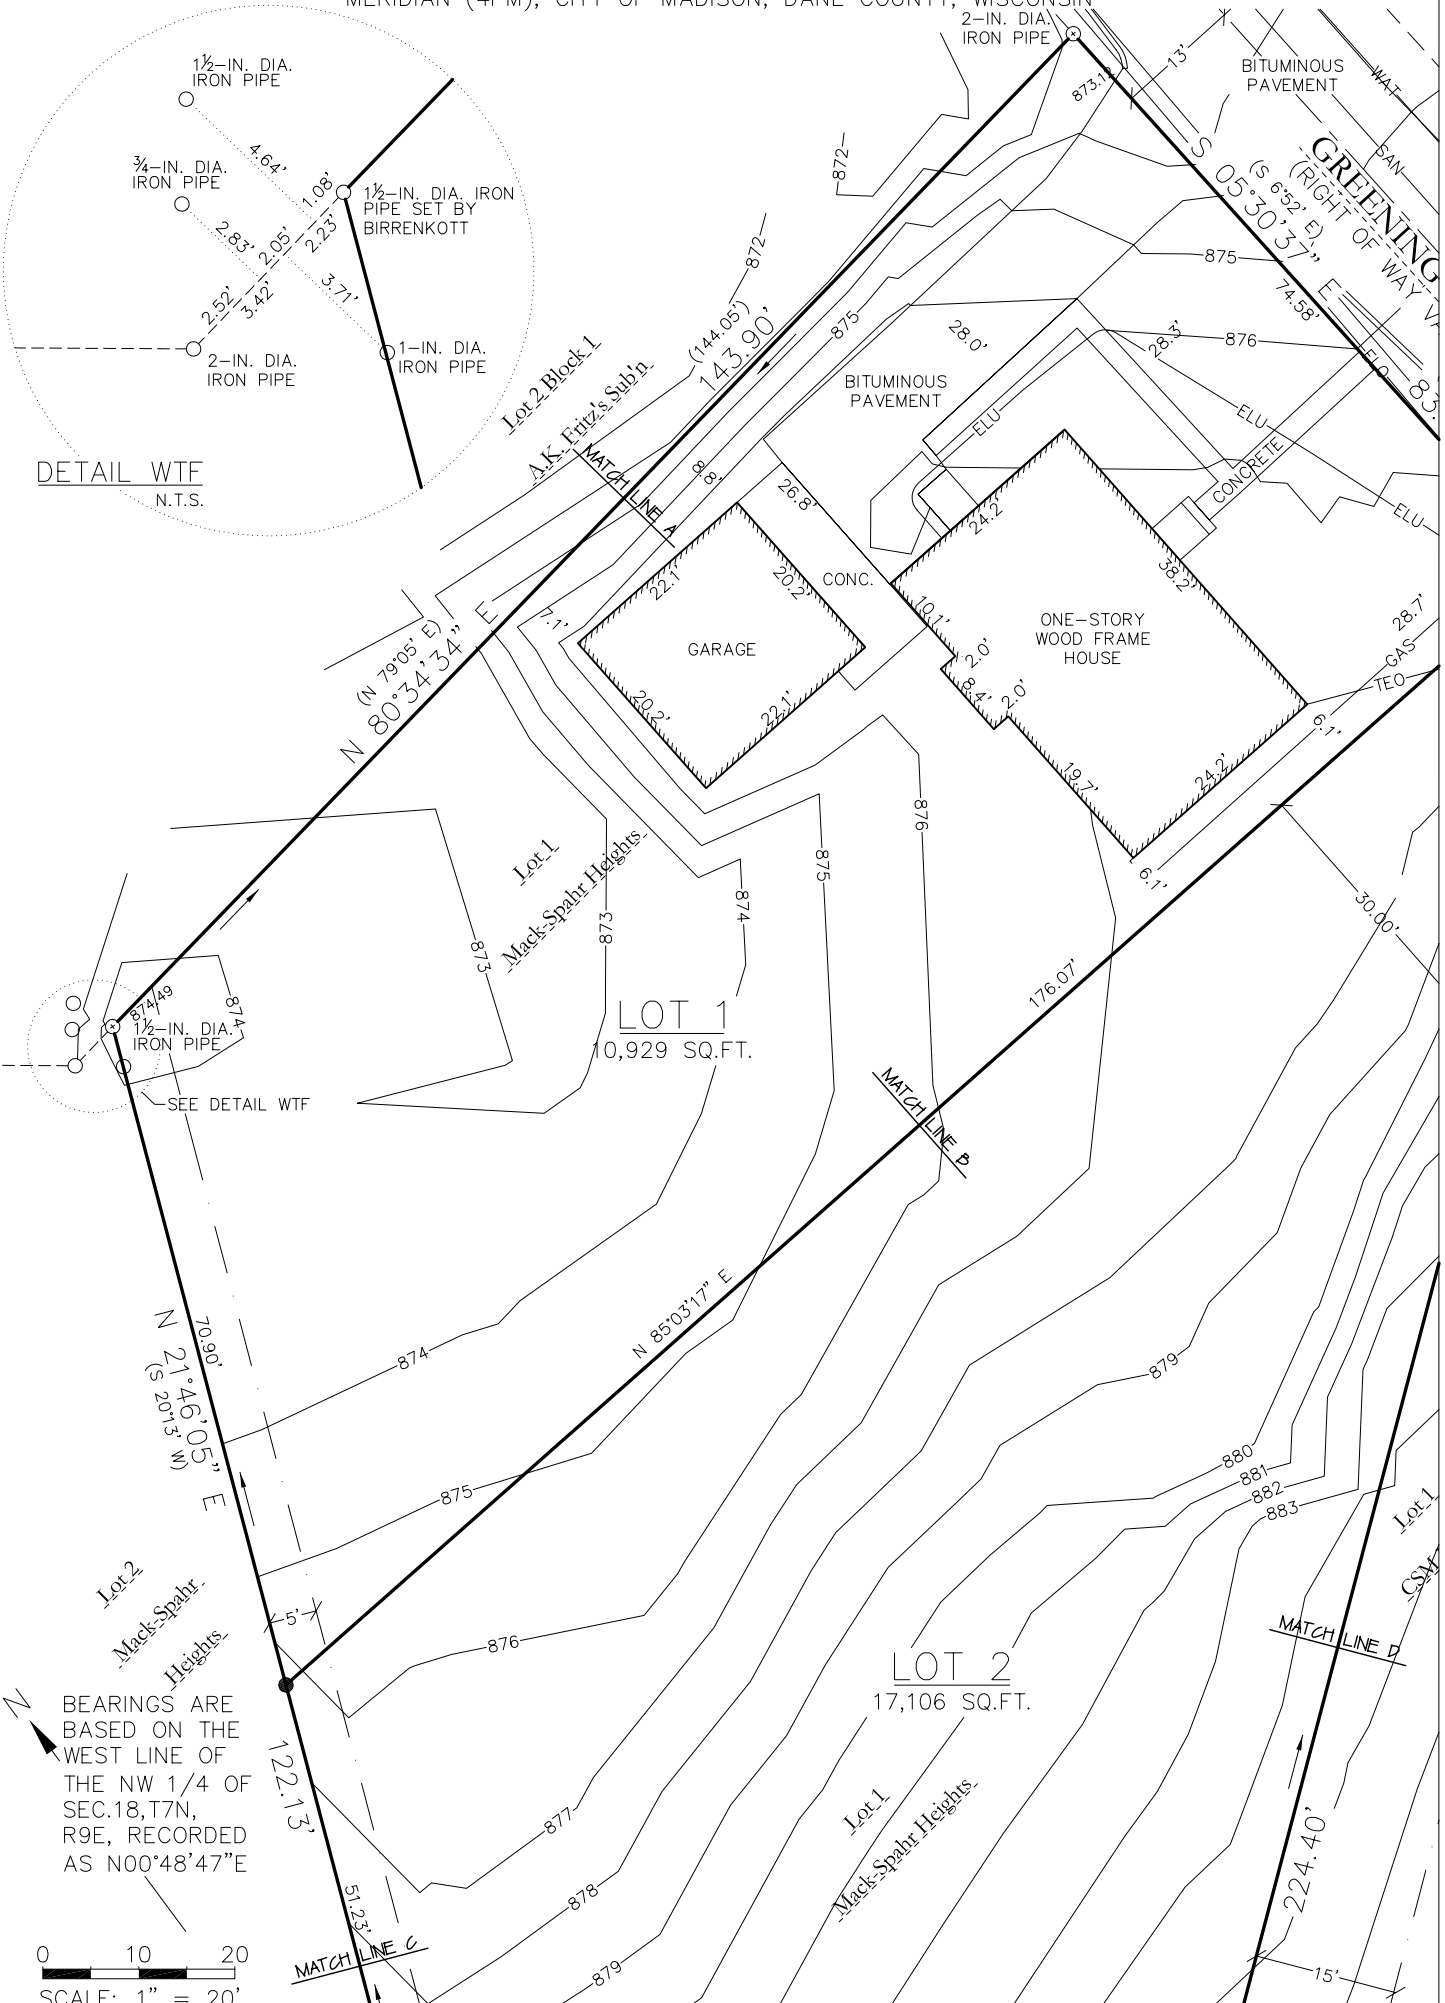 MERIDIAN (4PM), CITY OF MADISON, DANE COUNTY, WISCONSIN
2-IN. DIA.
IRON PIPE
1½-IN. DIA.
IRON PIPE
4.64'
¾-IN. DIA.
IRON PIPE
2.83'
1.08'
2.05'
2.23'
1½-IN. DIA. IRON
PIPE SET BY
BIRRENKOTT
3.71'
2.52'
3.42'
2-IN. DIA.
IRON PIPE
1-IN. DIA.
IRON PIPE
DETAIL WTF
N.T.S.
873.12
13'
BITUMINOUS
PAVEMENT
WAT
SAN
GREENING
(RIGHT OF WAY
(S 6°52' E)
S 05°30'37" E
74.58'
83.
872
872
875
876
875
(144.05')
143.90'
Lot 2 Block 1
A.K. Fritz's Sub'n
MATCH LINE A
28.0'
28.3'
BITUMINOUS
PAVEMENT
ELU
ELU
ELU
CONCRETE
8.8'
26.8'
24.2'
38.2'
CONC.
22.1'
20.2'
7.1'
GARAGE
20.2'
22.1'
10.1'
2.0'
8.4'
2.0'
19.7'
24.2'
6.1'
6.1'
ONE-STORY
WOOD FRAME
HOUSE
28.7'
GAS
TEO
(N 79°05' E)
N 80°34'34" E
Lot 1
Mack-Spahr Heights
876
875
874
873
873
874
30.00'
176.07'
874.49
1½-IN. DIA.
IRON PIPE
SEE DETAIL WTF
LOT 1
10,929 SQ.FT.
MATCH LINE B
N 85°03'17" E
70.90'
N 21°46'05" E
(S 20°13' W)
874
875
876
879
880
881
882
883
Lot 1
CSM
Lot 2
Mack-Spahr
Heights
5'
MATCH LINE D
LOT 2
17,106 SQ.FT.
N
BEARINGS ARE
BASED ON THE
WEST LINE OF
THE NW 1/4 OF
SEC.18,T7N,
R9E, RECORDED
AS N00°48'47"E
122.13'
51.23'
877
878
879
Lot 1
Mack-Spahr Heights
224.40'
15'
MATCH LINE C
0 10 20
SCALE: 1" = 20'